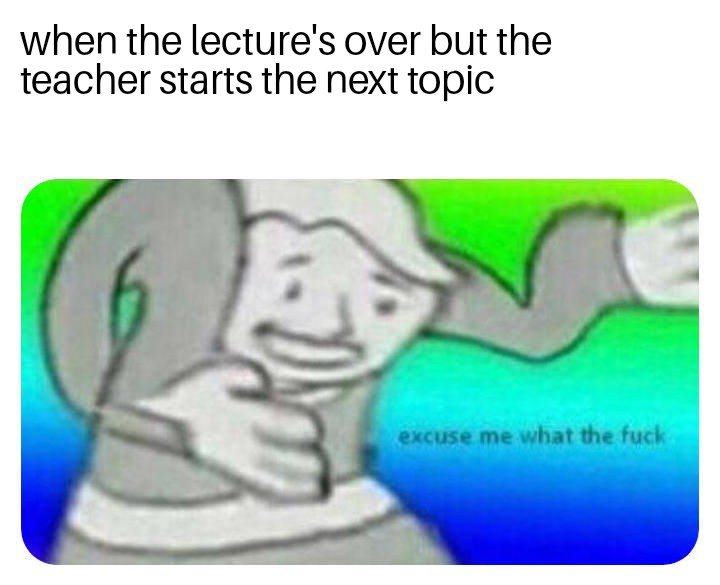 when the lecture's over but the
teacher starts the next topic
excuse me what the fuck